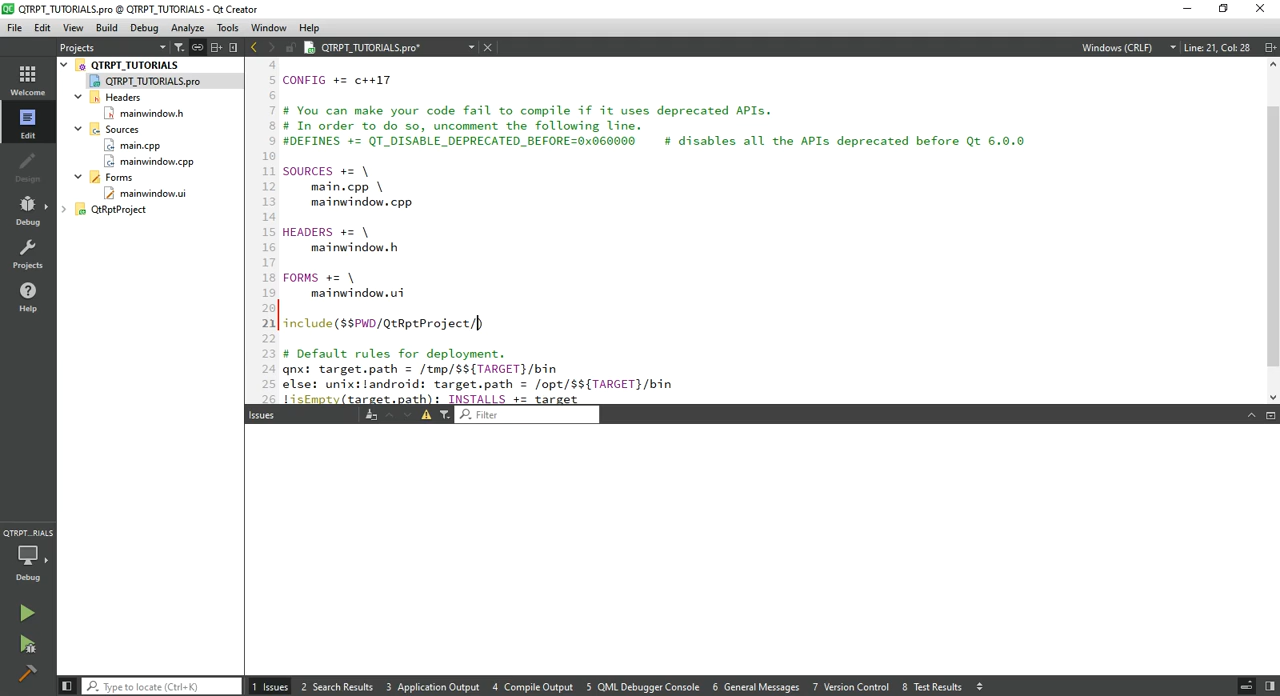 QTRPT_TUTORIALS.pro @ QTRPT_TUTORIALS - Qt Creator
File Edit View Build Debug Analyze Tools Window Help
Projects QTRPT_TUTORIALS.pro* Windows (CRLF) Line: 21, Col: 28
Welcome
Edit
Design
Debug
Projects
Help
QTRPT...RIALS
Debug
QTRPT_TUTORIALS
QTRPT_TUTORIALS.pro
Headers
mainwindow.h
Sources
main.cpp
mainwindow.cpp
Forms
mainwindow.ui
QtRptProject
4
5 CONFIG += c++17
6
7 # You can make your code fail to compile if it uses deprecated APIs.
8 # In order to do so, uncomment the following line.
9 #DEFINES += QT_DISABLE_DEPRECATED_BEFORE=0x060000    # disables all the APIs deprecated before Qt 6.0.0
10
11 SOURCES += \
12     main.cpp \
13     mainwindow.cpp
14
15 HEADERS += \
16     mainwindow.h
17
18 FORMS += \
19     mainwindow.ui
20
21 include($$PWD/QtRptProject/)
22
23 # Default rules for deployment.
24 qnx: target.path = /tmp/$${TARGET}/bin
25 else: unix:!android: target.path = /opt/$${TARGET}/bin
26 !isEmpty(target.path): INSTALLS += target
Issues Filter
Type to locate (Ctrl+K) 1 Issues 2 Search Results 3 Application Output 4 Compile Output 5 QML Debugger Console 6 General Messages 7 Version Control 8 Test Results